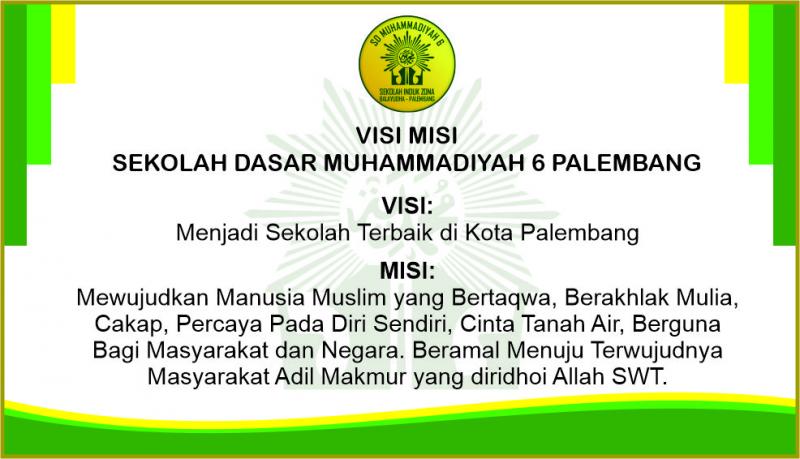 SD MUHAMMADIYAH 6
SEKOLAH INDUK ZONA
BALAYUDHA - PALEMBANG
VISI MISI
SEKOLAH DASAR MUHAMMADIYAH 6 PALEMBANG
VISI:
Menjadi Sekolah Terbaik di Kota Palembang
MISI:
Mewujudkan Manusia Muslim yang Bertaqwa, Berakhlak Mulia,
Cakap, Percaya Pada Diri Sendiri, Cinta Tanah Air, Berguna
Bagi Masyarakat dan Negara. Beramal Menuju Terwujudnya
Masyarakat Adil Makmur yang diridhoi Allah SWT.